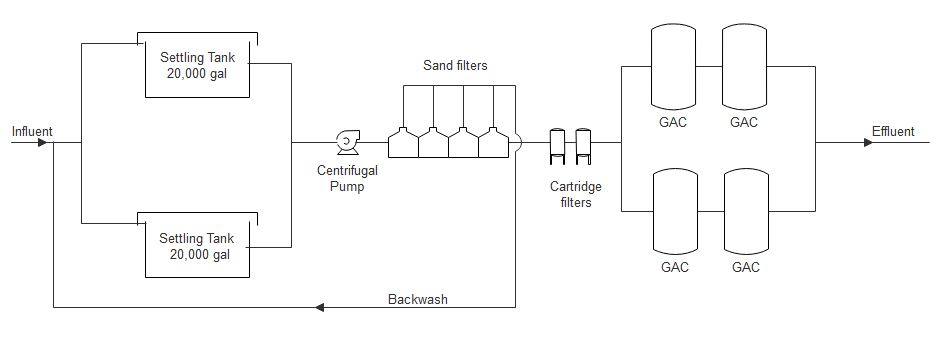 Settling Tank
20,000 gal
Sand filters
GAC
GAC
Influent
Effluent
Centrifugal
Pump
Cartridge
filters
Settling Tank
20,000 gal
GAC
GAC
Backwash